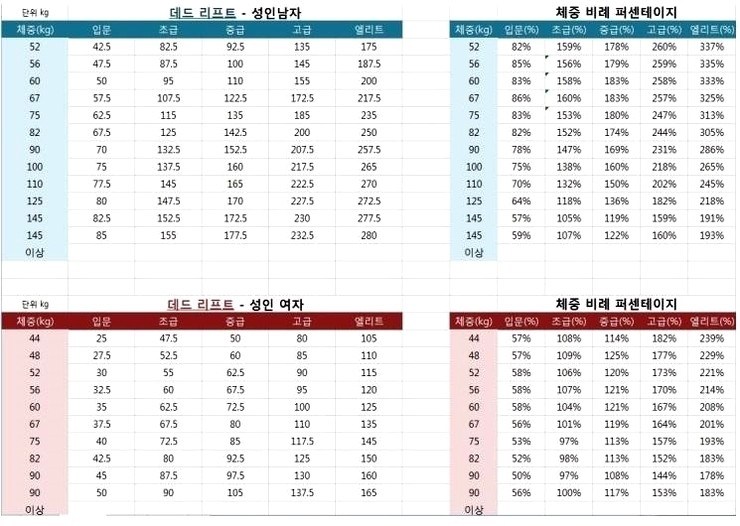 단위 kg 데드 리프트 - 성인남자 체중 비례 퍼센테이지
체중(kg) 입문 초급 중급 고급 엘리트 체중(kg) 입문(%) 초급(%) 중급(%) 고급(%) 엘리트(%)
52 42.5 82.5 92.5 135 175 52 82% 159% 178% 260% 337%
56 47.5 87.5 100 145 187.5 56 85% 156% 179% 259% 335%
60 50 95 110 155 200 60 83% 158% 183% 258% 333%
67 57.5 107.5 122.5 172.5 217.5 67 86% 160% 183% 257% 325%
75 62.5 115 135 185 235 75 83% 153% 180% 247% 313%
82 67.5 125 142.5 200 250 82 82% 152% 174% 244% 305%
90 70 132.5 152.5 207.5 257.5 90 78% 147% 169% 231% 286%
100 75 137.5 160 217.5 265 100 75% 138% 160% 218% 265%
110 77.5 145 165 222.5 270 110 70% 132% 150% 202% 245%
125 80 147.5 170 227.5 272.5 125 64% 118% 136% 182% 218%
145 82.5 152.5 172.5 230 277.5 145 57% 105% 119% 159% 191%
145 85 155 177.5 232.5 280 145 59% 107% 122% 160% 193%
이상 이상
단위 kg 데드 리프트 - 성인 여자 체중 비례 퍼센테이지
체중(kg) 입문 초급 중급 고급 엘리트 체중(kg) 입문(%) 초급(%) 중급(%) 고급(%) 엘리트(%)
44 25 47.5 50 80 105 44 57% 108% 114% 182% 239%
48 27.5 52.5 60 85 110 48 57% 109% 125% 177% 229%
52 30 55 62.5 90 115 52 58% 106% 120% 173% 221%
56 32.5 60 67.5 95 120 56 58% 107% 121% 170% 214%
60 35 62.5 72.5 100 125 60 58% 104% 121% 167% 208%
67 37.5 67.5 80 110 135 67 56% 101% 119% 164% 201%
75 40 72.5 85 117.5 145 75 53% 97% 113% 157% 193%
82 42.5 80 92.5 125 150 82 52% 98% 113% 152% 183%
90 45 87.5 97.5 130 160 90 50% 97% 108% 144% 178%
90 50 90 105 137.5 165 90 56% 100% 117% 153% 183%
이상 이상